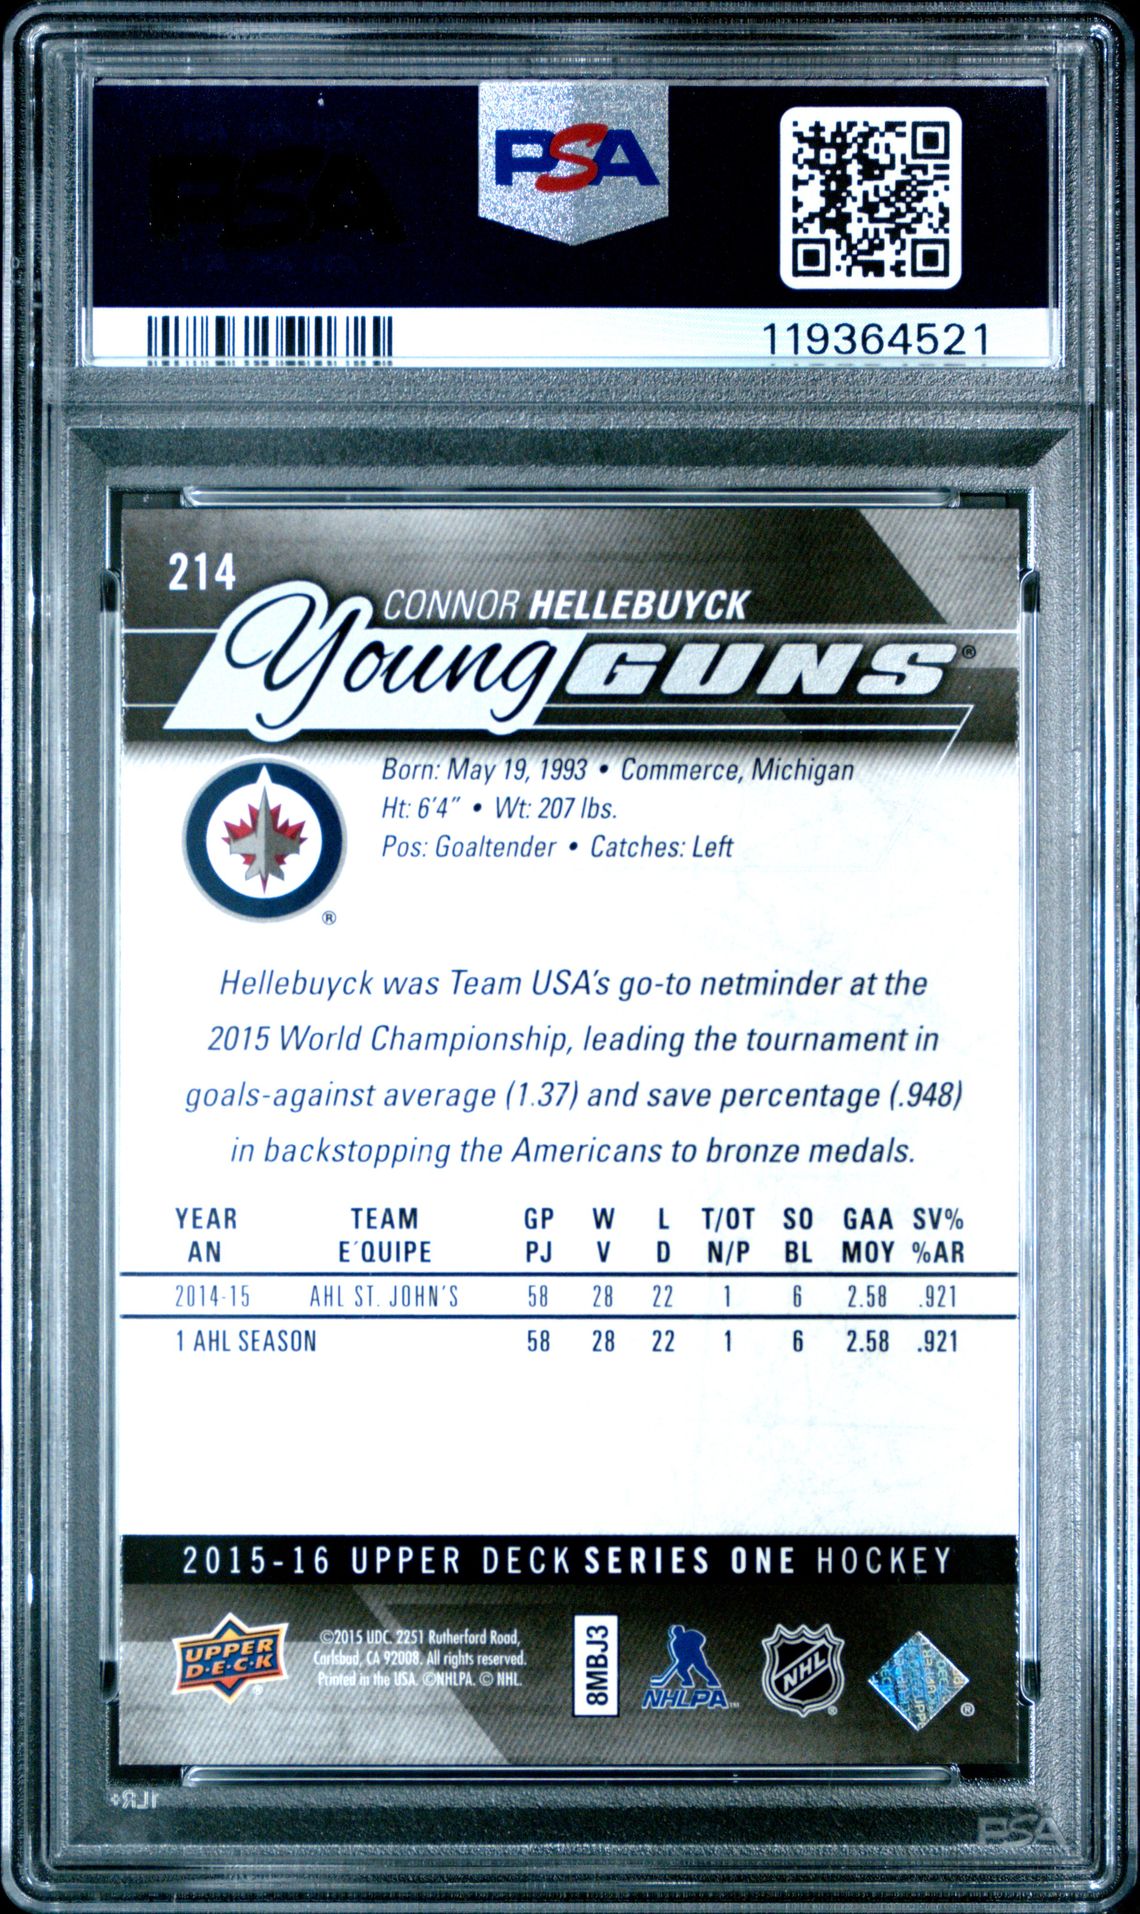 PSA
119364521
214
CONNOR HELLEBUYCK
Young GUNS®
Born: May 19, 1993 • Commerce, Michigan
Ht: 6'4" • Wt: 207 lbs.
Pos: Goaltender • Catches: Left
®
Hellebuyck was Team USA's go-to netminder at the
2015 World Championship, leading the tournament in
goals-against average (1.37) and save percentage (.948)
in backstopping the Americans to bronze medals.
YEAR TEAM GP W L T/OT SO GAA SV%
AN E´QUIPE PJ V D N/P BL MOY %AR
2014-15 AHL ST. JOHN'S 58 28 22 1 6 2.58 .921
1 AHL SEASON 58 28 22 1 6 2.58 .921
2015-16 UPPER DECK SERIES ONE HOCKEY
UPPER
D·E·C·K
®
©2015 UDC. 2251 Rutherford Road,
Carlsbad, CA 92008. All rights reserved.
Printed in the USA. ©NHLPA. © NHL.
8MBJ3
NHLPA™
NHL
®
®
PSA